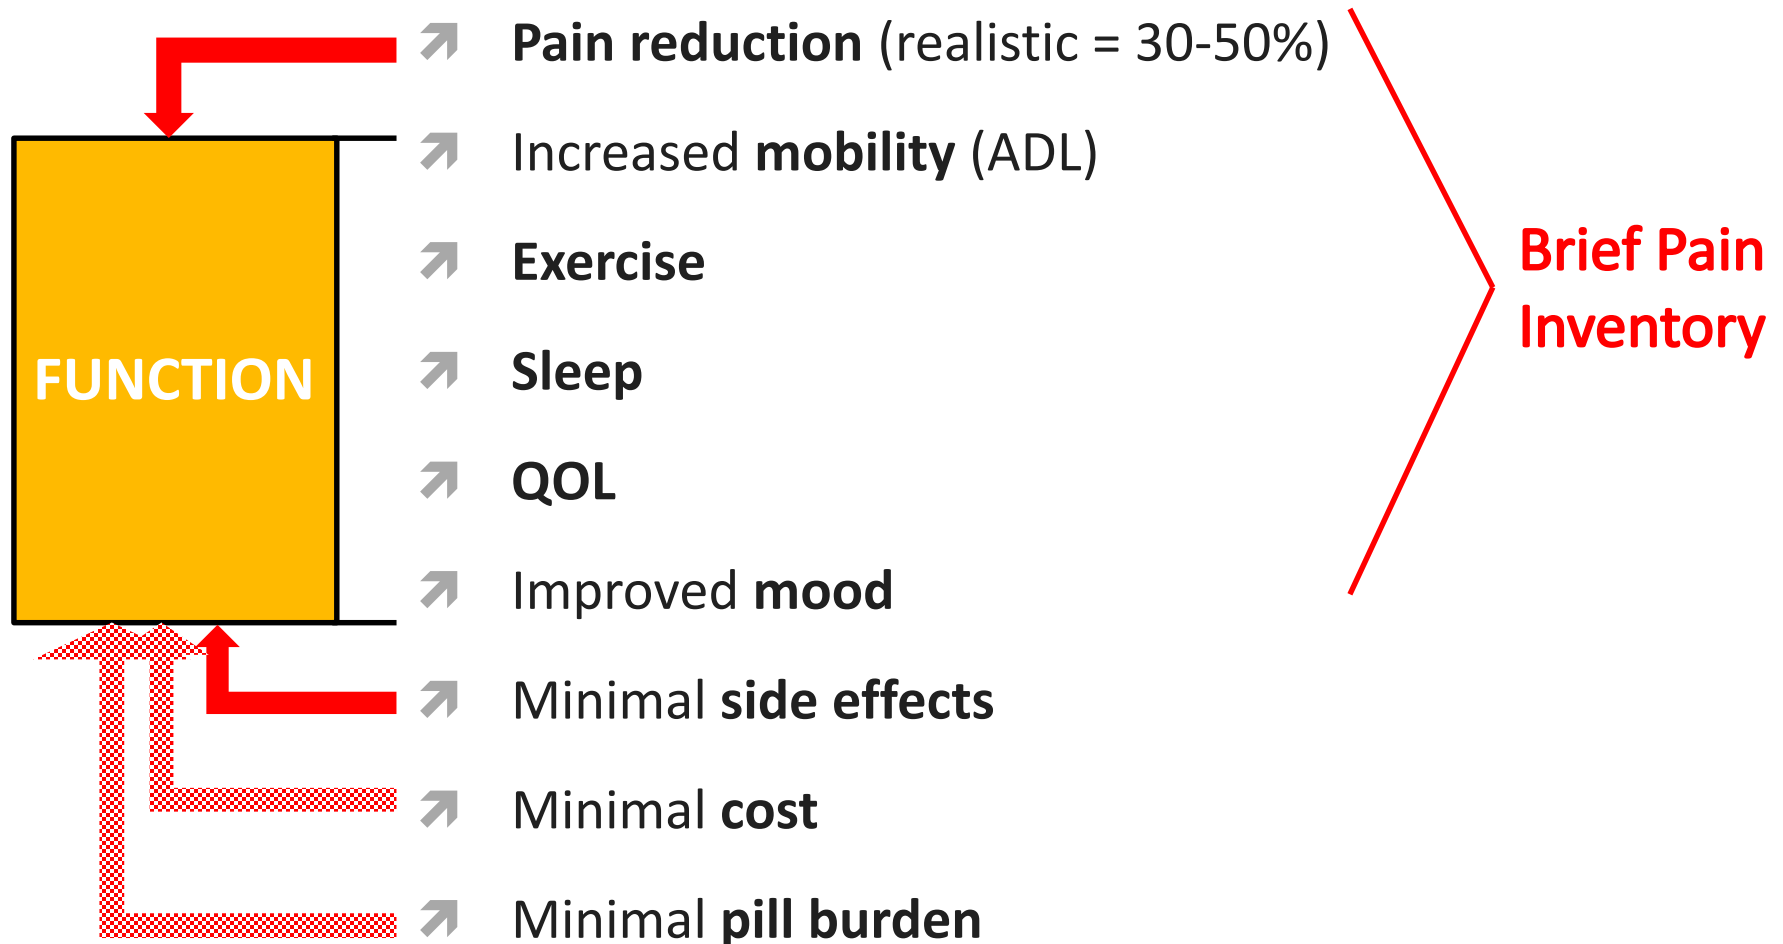 Pain reduction (realistic = 30-50%)
Increased mobility (ADL)
Exercise
Sleep
QOL
Improved mood
Minimal side effects
Minimal cost
Minimal pill burden
FUNCTION
Brief Pain
Inventory